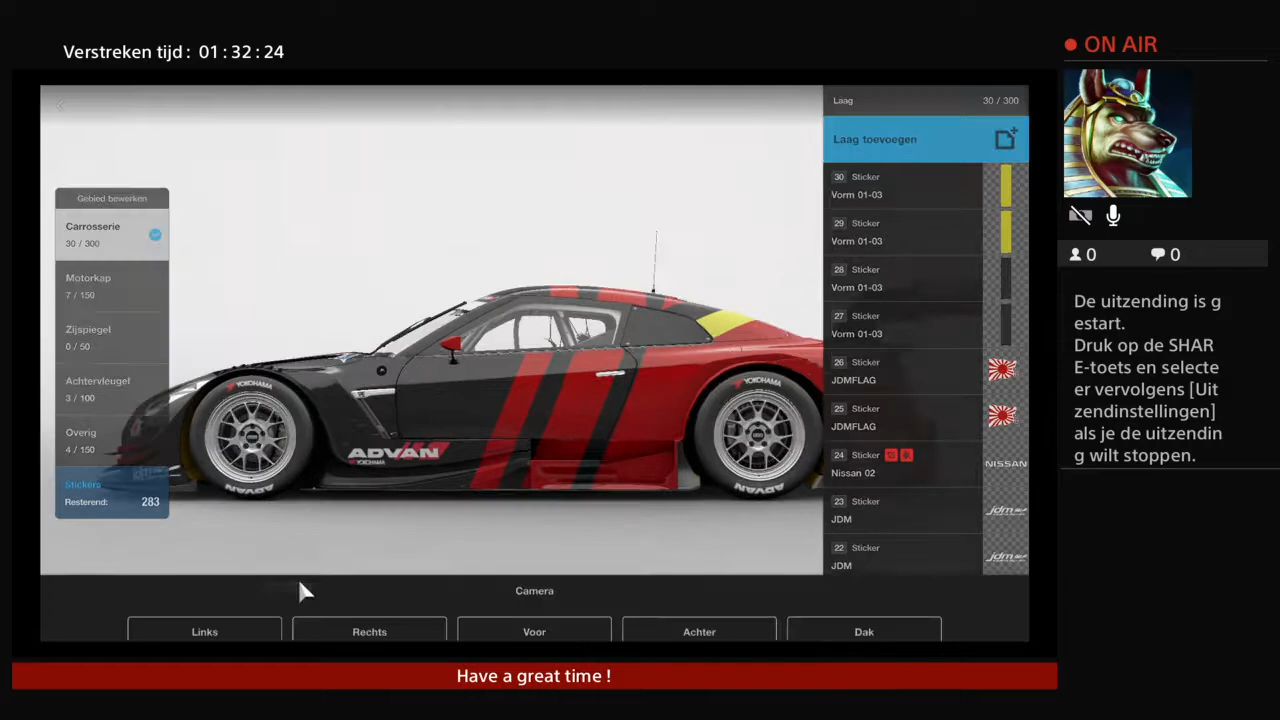 Verstreken tijd : 01 : 32 : 24
ON AIR
Laag 30 / 300
Laag toevoegen
30 Sticker
Vorm 01-03
29 Sticker
Vorm 01-03
28 Sticker
Vorm 01-03
27 Sticker
Vorm 01-03
26 Sticker
JDMFLAG
25 Sticker
JDMFLAG
24 Sticker
Nissan 02
NISSAN
23 Sticker
JDM
jdm
22 Sticker
JDM
jdm
Gebied bewerken
Carrosserie
30 / 300
Motorkap
7 / 150
Zijspiegel
0 / 50
Achtervleugel
3 / 100
Overig
4 / 150
Stickers
Resterend: 283
YOKOHAMA
YOKOHAMA
ADVAN
YOKOHAMA
ADVAN
ADVAN
0 0
De uitzending is g
estart.
Druk op de SHAR
E-toets en selecte
er vervolgens [Uit
zendinstellingen]
als je de uitzendin
g wilt stoppen.
Camera
Links
Rechts
Voor
Achter
Dak
Have a great time !